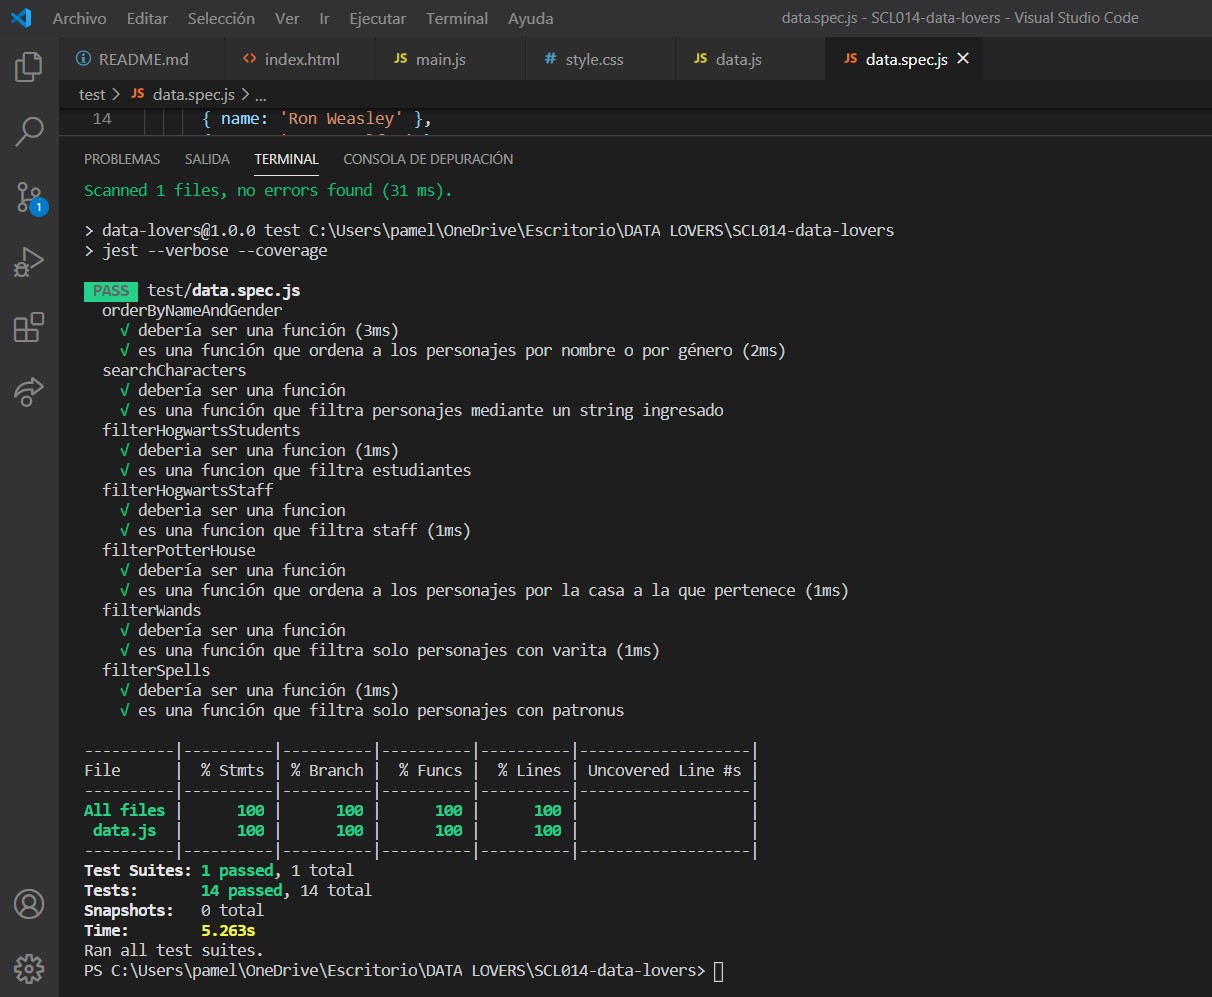 Archivo Editar Selección Ver Ir Ejecutar Terminal Ayuda data.spec.js - SCL014-data-lovers - Visual Studio Code
README.md <> index.html JS main.js # style.css JS data.js JS data.spec.js ×
test > JS data.spec.js > ...
14 { name: 'Ron Weasley' },
PROBLEMAS SALIDA TERMINAL CONSOLA DE DEPURACIÓN
Scanned 1 files, no errors found (31 ms).
> data-lovers@1.0.0 test C:\Users\pamel\OneDrive\Escritorio\DATA LOVERS\SCL014-data-lovers
> jest --verbose --coverage
1
PASS test/data.spec.js
orderByNameAndGender
√ debería ser una función (3ms)
√ es una función que ordena a los personajes por nombre o por género (2ms)
searchCharacters
√ debería ser una función
√ es una función que filtra personajes mediante un string ingresado
filterHogwartsStudents
√ deberia ser una funcion (1ms)
√ es una funcion que filtra estudiantes
filterHogwartsStaff
√ deberia ser una funcion
√ es una funcion que filtra staff (1ms)
filterPotterHouse
√ debería ser una función
√ es una función que ordena a los personajes por la casa a la que pertenece (1ms)
filterWands
√ debería ser una función
√ es una función que filtra solo personajes con varita (1ms)
filterSpells
√ debería ser una función (1ms)
√ es una función que filtra solo personajes con patronus
----------|----------|----------|----------|----------|-------------------|
File | % Stmts | % Branch | % Funcs | % Lines | Uncovered Line #s |
----------|----------|----------|----------|----------|-------------------|
All files | 100 | 100 | 100 | 100 | |
data.js | 100 | 100 | 100 | 100 | |
----------|----------|----------|----------|----------|-------------------|
Test Suites: 1 passed, 1 total
Tests: 14 passed, 14 total
Snapshots: 0 total
Time: 5.263s
Ran all test suites.
PS C:\Users\pamel\OneDrive\Escritorio\DATA LOVERS\SCL014-data-lovers>